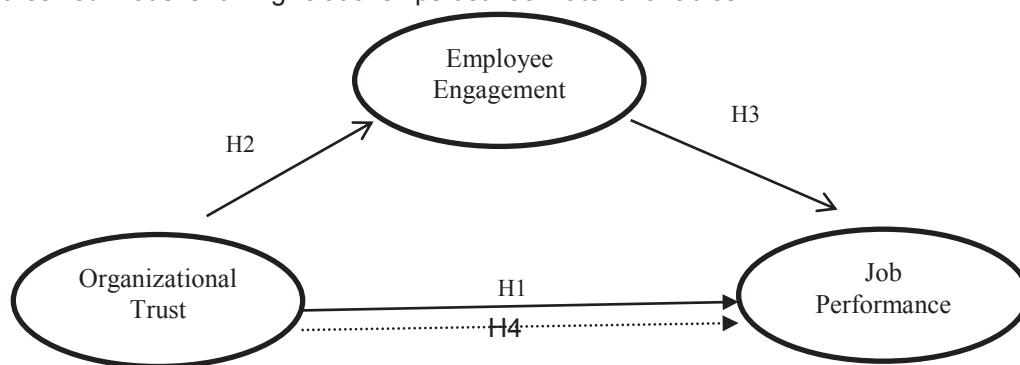 Employee
Engagement
H3
H2
Organizational
Trust
H1
Job
Performance
H4